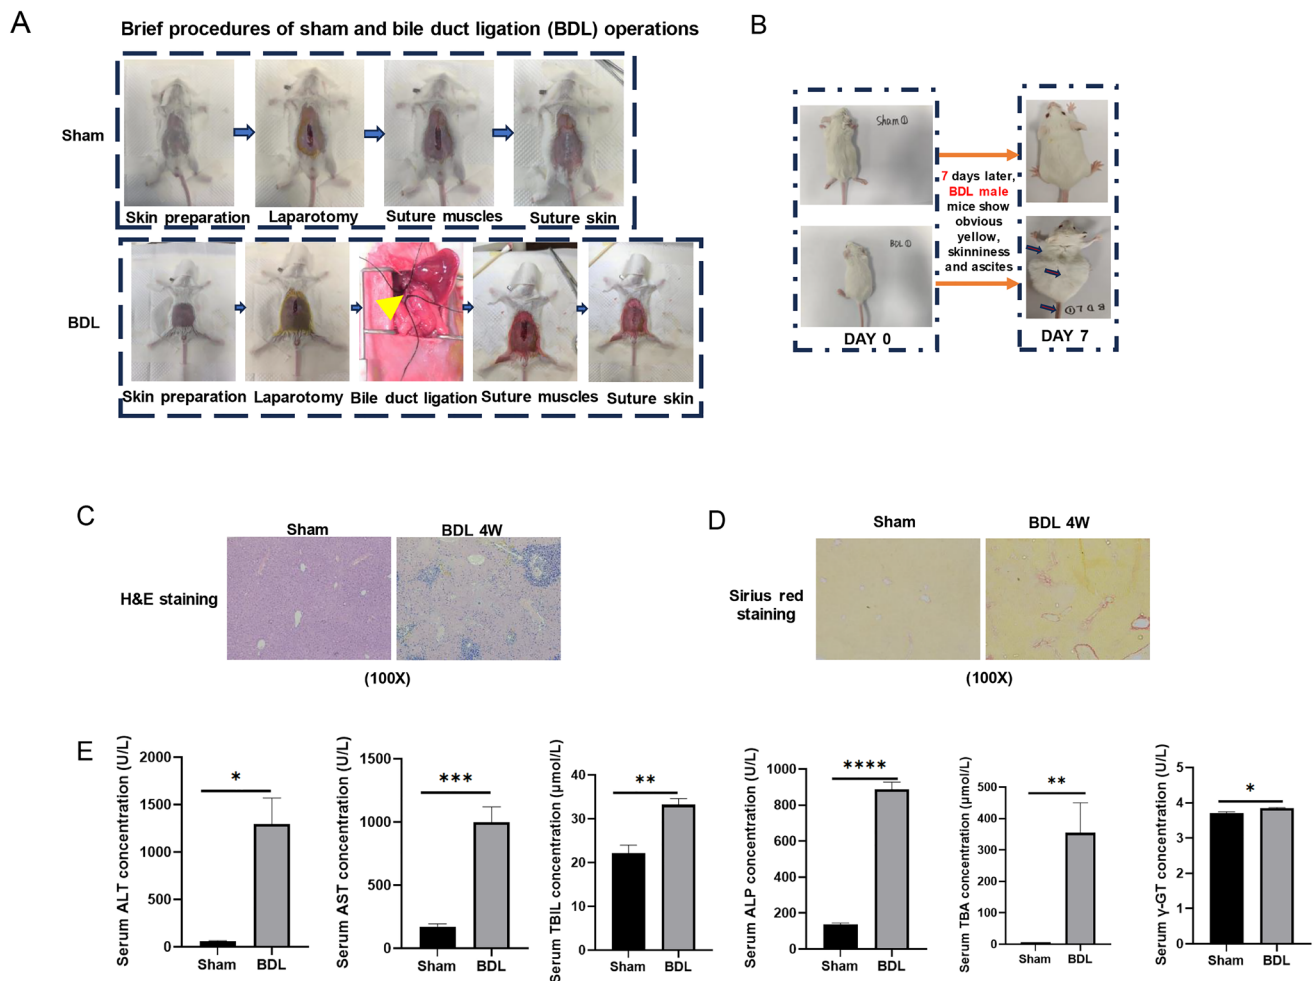 A
Brief procedures of sham and bile duct ligation (BDL) operations
Sham
Skin preparation
Laparotomy
Suture muscles
Suture skin
BDL
Skin preparation
Laparotomy
Bile duct ligation
Suture muscles
Suture skin
B
Sham ①
BDL ①
DAY 0
7 days later,
BDL male
mice show
obvious
yellow,
skinniness
and ascites
BDL①
DAY 7
C
Sham
BDL 4W
H&E staining
(100X)
D
Sham
BDL 4W
Sirius red
staining
(100X)
E
Serum ALT concentration (U/L)
2000
1500
1000
500
0
*
Sham
BDL
Serum AST concentration (U/L)
1500
1000
500
0
***
Sham
BDL
Serum TBIL concentration (μmol/L)
40
30
20
10
0
**
Sham
BDL
Serum ALP concentration (U/L)
1000
800
600
400
200
0
****
Sham
BDL
Serum TBA concentration (μmol/L)
500
400
300
200
100
0
**
Sham
BDL
Serum γ-GT concentration (U/L)
5
4
3
2
1
0
*
Sham
BDL